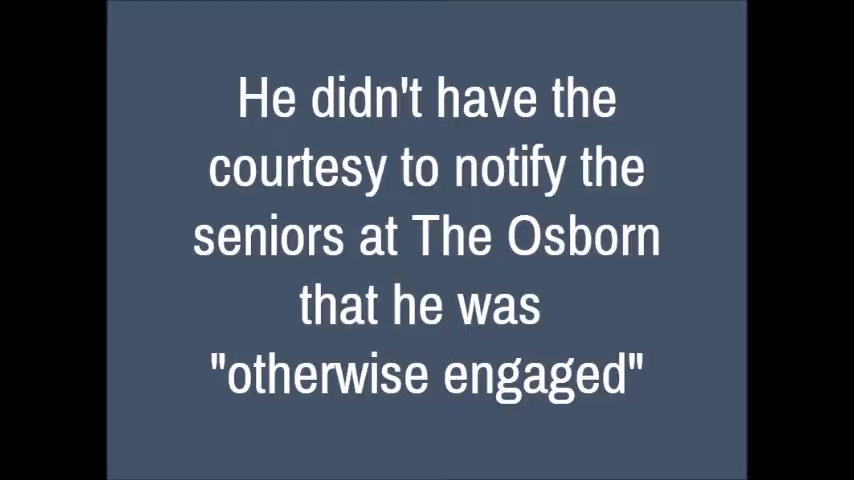 He didn't have the
courtesy to notify the
seniors at The Osborn
that he was
"otherwise engaged"